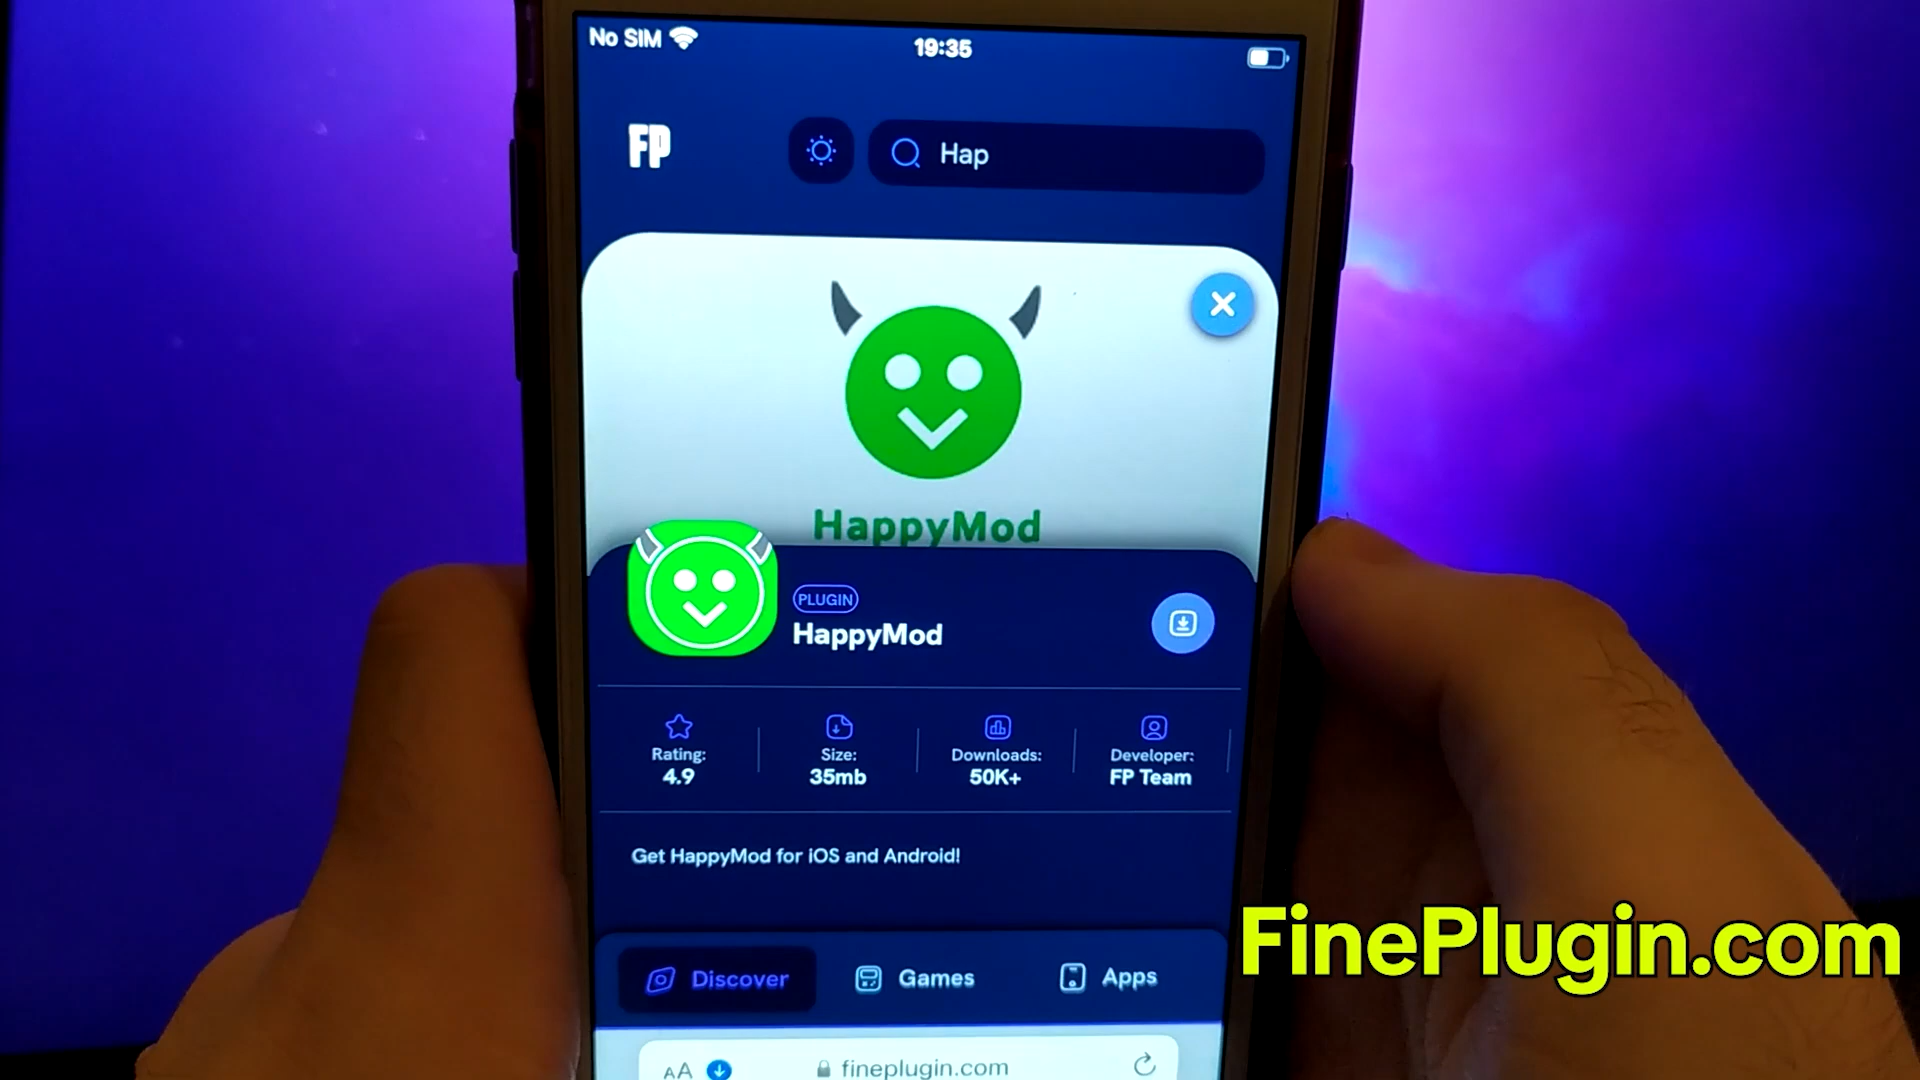 No SIM
19:35
FP
Hap
HappyMod
PLUGIN
HappyMod
Rating:
4.9
Size:
35mb
Downloads:
50K+
Developer:
FP Team
Get HappyMod for iOS and Android!
FinePlugin.com
Discover
Games
Apps
AA
fineplugin.com